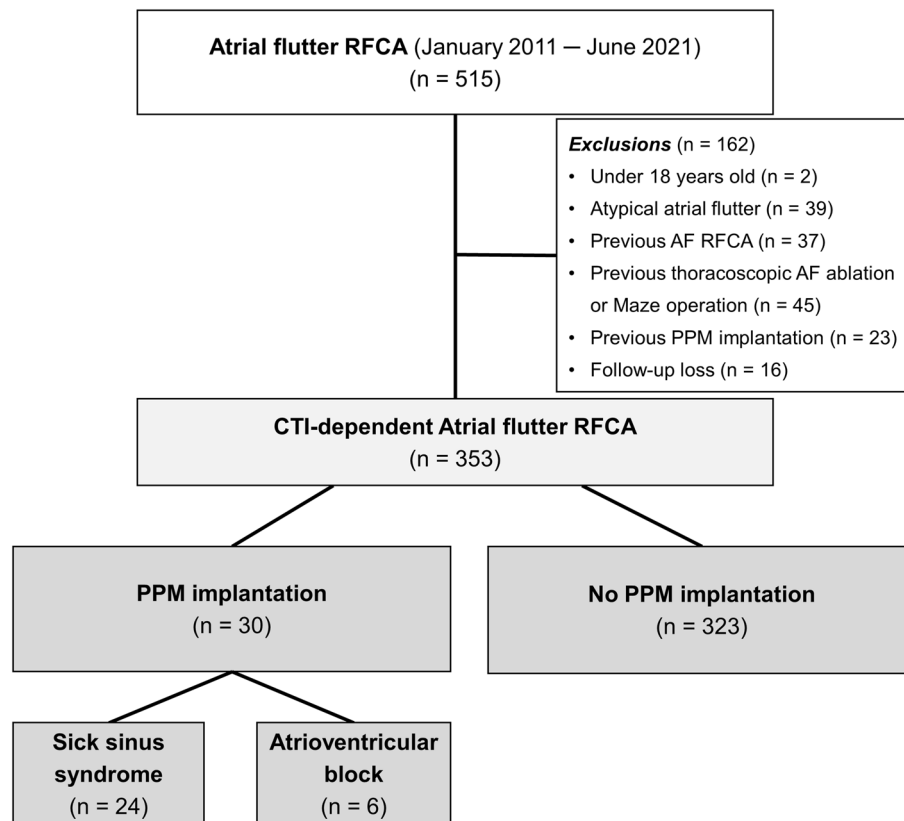 Atrial flutter RFCA (January 2011 — June 2021)
(n = 515)
Exclusions (n = 162)
• Under 18 years old (n = 2)
• Atypical atrial flutter (n = 39)
• Previous AF RFCA (n = 37)
• Previous thoracoscopic AF ablation
or Maze operation (n = 45)
• Previous PPM implantation (n = 23)
• Follow-up loss (n = 16)
CTI-dependent Atrial flutter RFCA
(n = 353)
PPM implantation
(n = 30)
No PPM implantation
(n = 323)
Sick sinus
syndrome
(n = 24)
Atrioventricular
block
(n = 6)